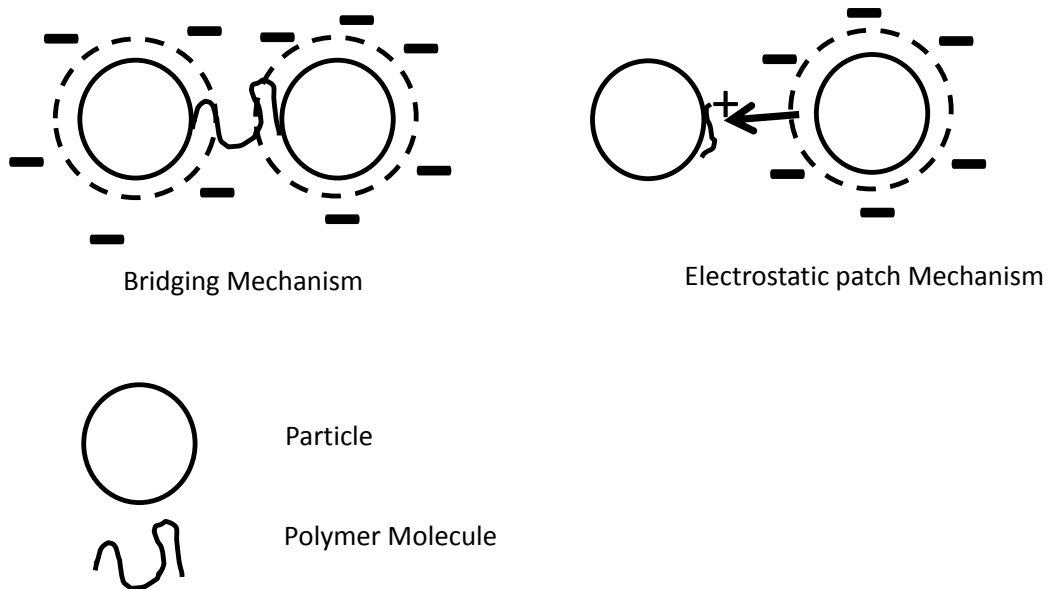 +
Bridging Mechanism
Electrostatic patch Mechanism
Particle
Polymer Molecule